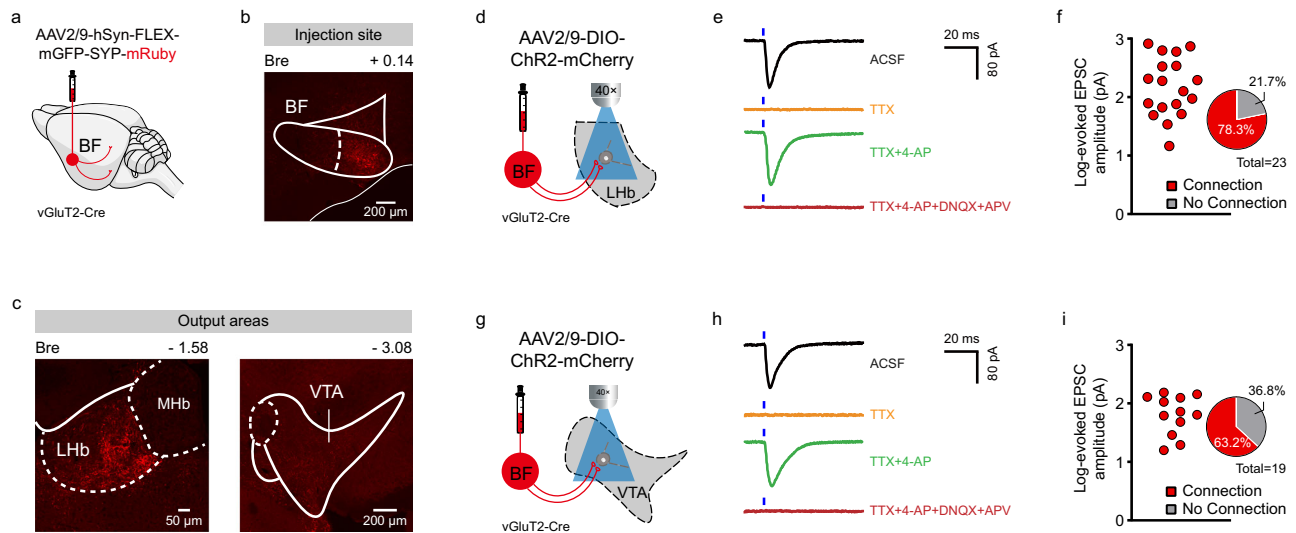 a
AAV2/9-hSyn-FLEX-
mGFP-SYP-mRuby
BF
vGluT2-Cre
b
Injection site
Bre + 0.14
BF
200 µm
c
Output areas
Bre - 1.58 - 3.08
MHb
LHb
50 µm
VTA
200 µm
d
AAV2/9-DIO-
ChR2-mCherry
40×
BF
LHb
vGluT2-Cre
e
20 ms
80 pA
ACSF
TTX
TTX+4-AP
TTX+4-AP+DNQX+APV
f
Log-evoked EPSC
amplitude (pA)
3
2
1
0
21.7%
78.3%
Total=23
Connection
No Connection
g
AAV2/9-DIO-
ChR2-mCherry
40×
BF
VTA
vGluT2-Cre
h
20 ms
80 pA
ACSF
TTX
TTX+4-AP
TTX+4-AP+DNQX+APV
i
Log-evoked EPSC
amplitude (pA)
3
2
1
0
36.8%
63.2%
Total=19
Connection
No Connection